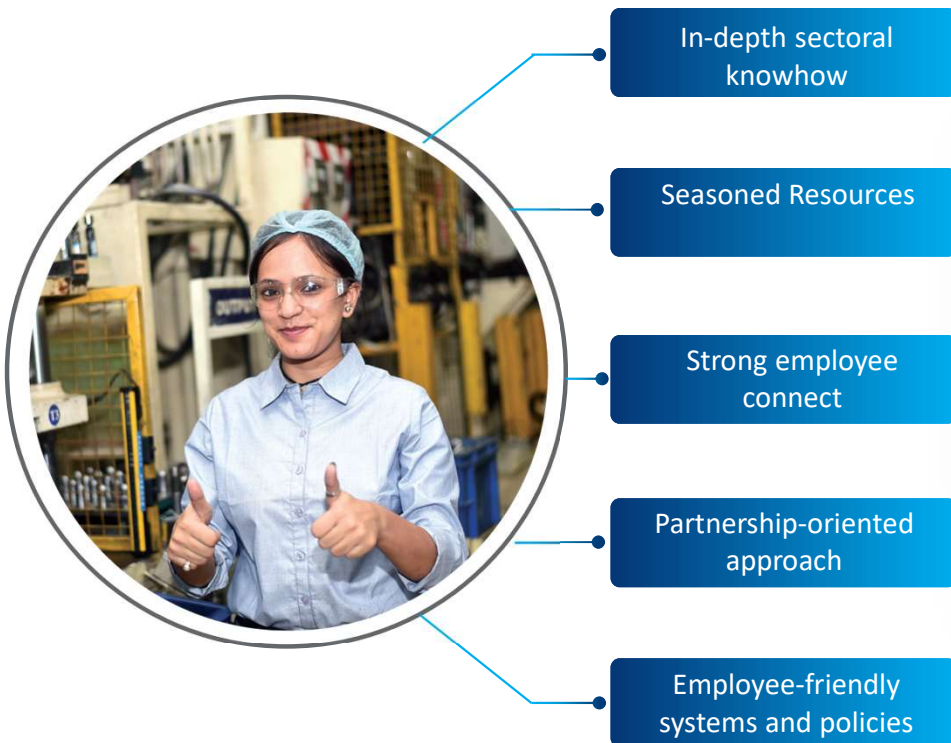 In-depth sectoral
knowhow
Seasoned Resources
Strong employee
connect
Partnership-oriented
approach
Employee-friendly
systems and policies